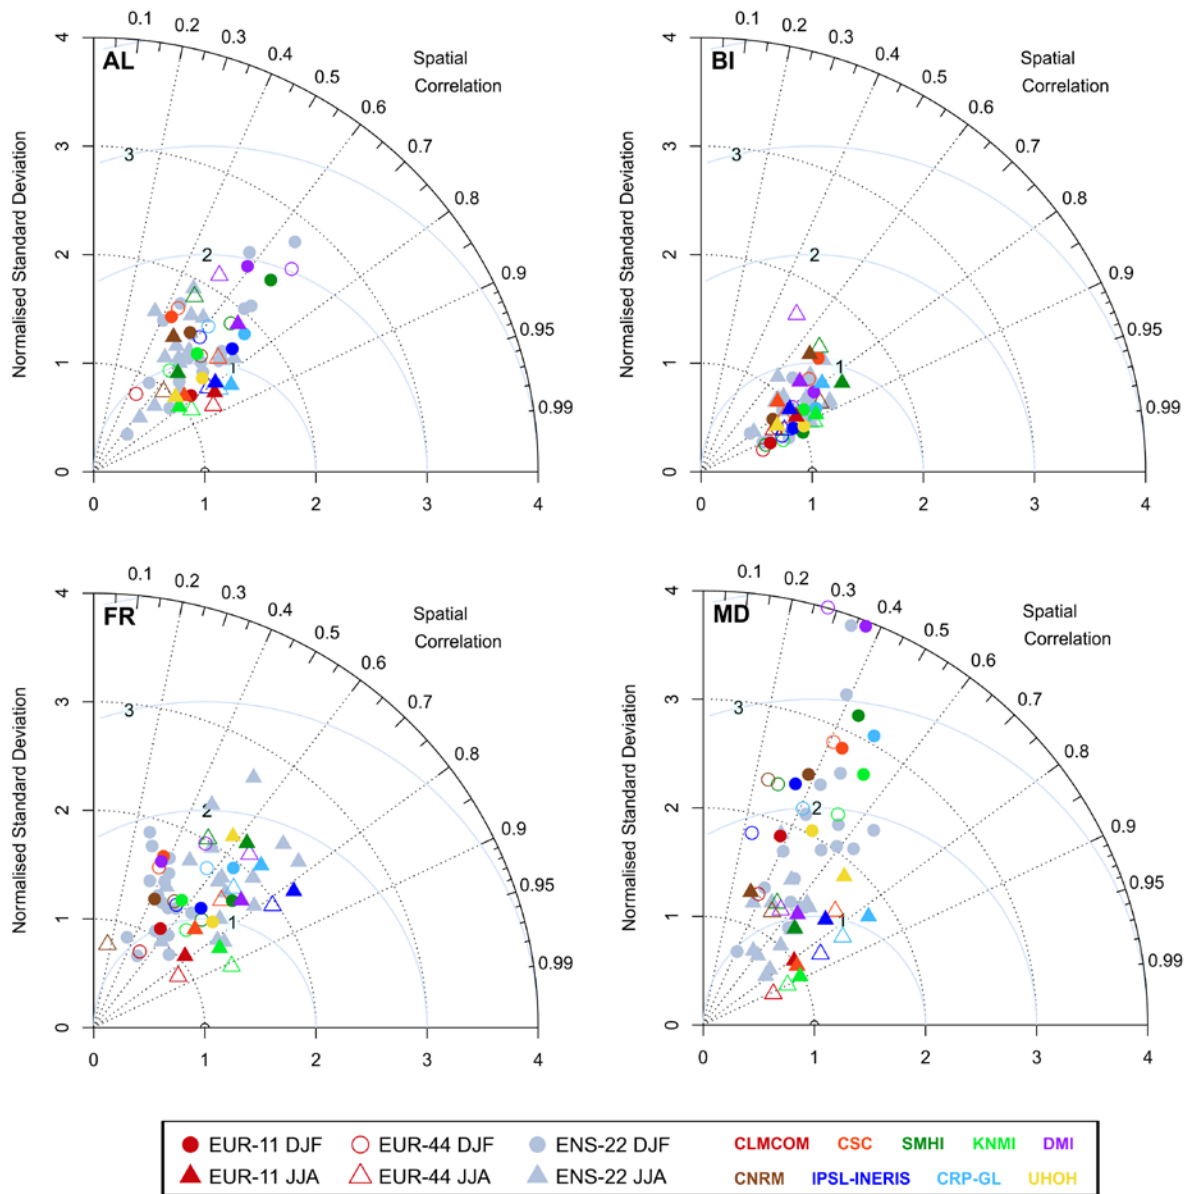 AL
Spatial
Correlation
Normalised Standard Deviation
0.1 0.2 0.3 0.4 0.5 0.6 0.7 0.8 0.9 0.95 0.99
4 3 2 1 0
3 2 1
0 1 2 3 4
BI
Spatial
Correlation
Normalised Standard Deviation
0.1 0.2 0.3 0.4 0.5 0.6 0.7 0.8 0.9 0.95 0.99
4 3 2 1 0
3 2 1
0 1 2 3 4
FR
Spatial
Correlation
Normalised Standard Deviation
0.1 0.2 0.3 0.4 0.5 0.6 0.7 0.8 0.9 0.95 0.99
4 3 2 1 0
3 2 1
0 1 2 3 4
MD
Spatial
Correlation
Normalised Standard Deviation
0.1 0.2 0.3 0.4 0.5 0.6 0.7 0.8 0.9 0.95 0.99
4 3 2 1 0
3 2 1
0 1 2 3 4
EUR-11 DJF EUR-44 DJF ENS-22 DJF CLMCOM CSC SMHI KNMI DMI
EUR-11 JJA EUR-44 JJA ENS-22 JJA CNRM IPSL-INERIS CRP-GL UHOH